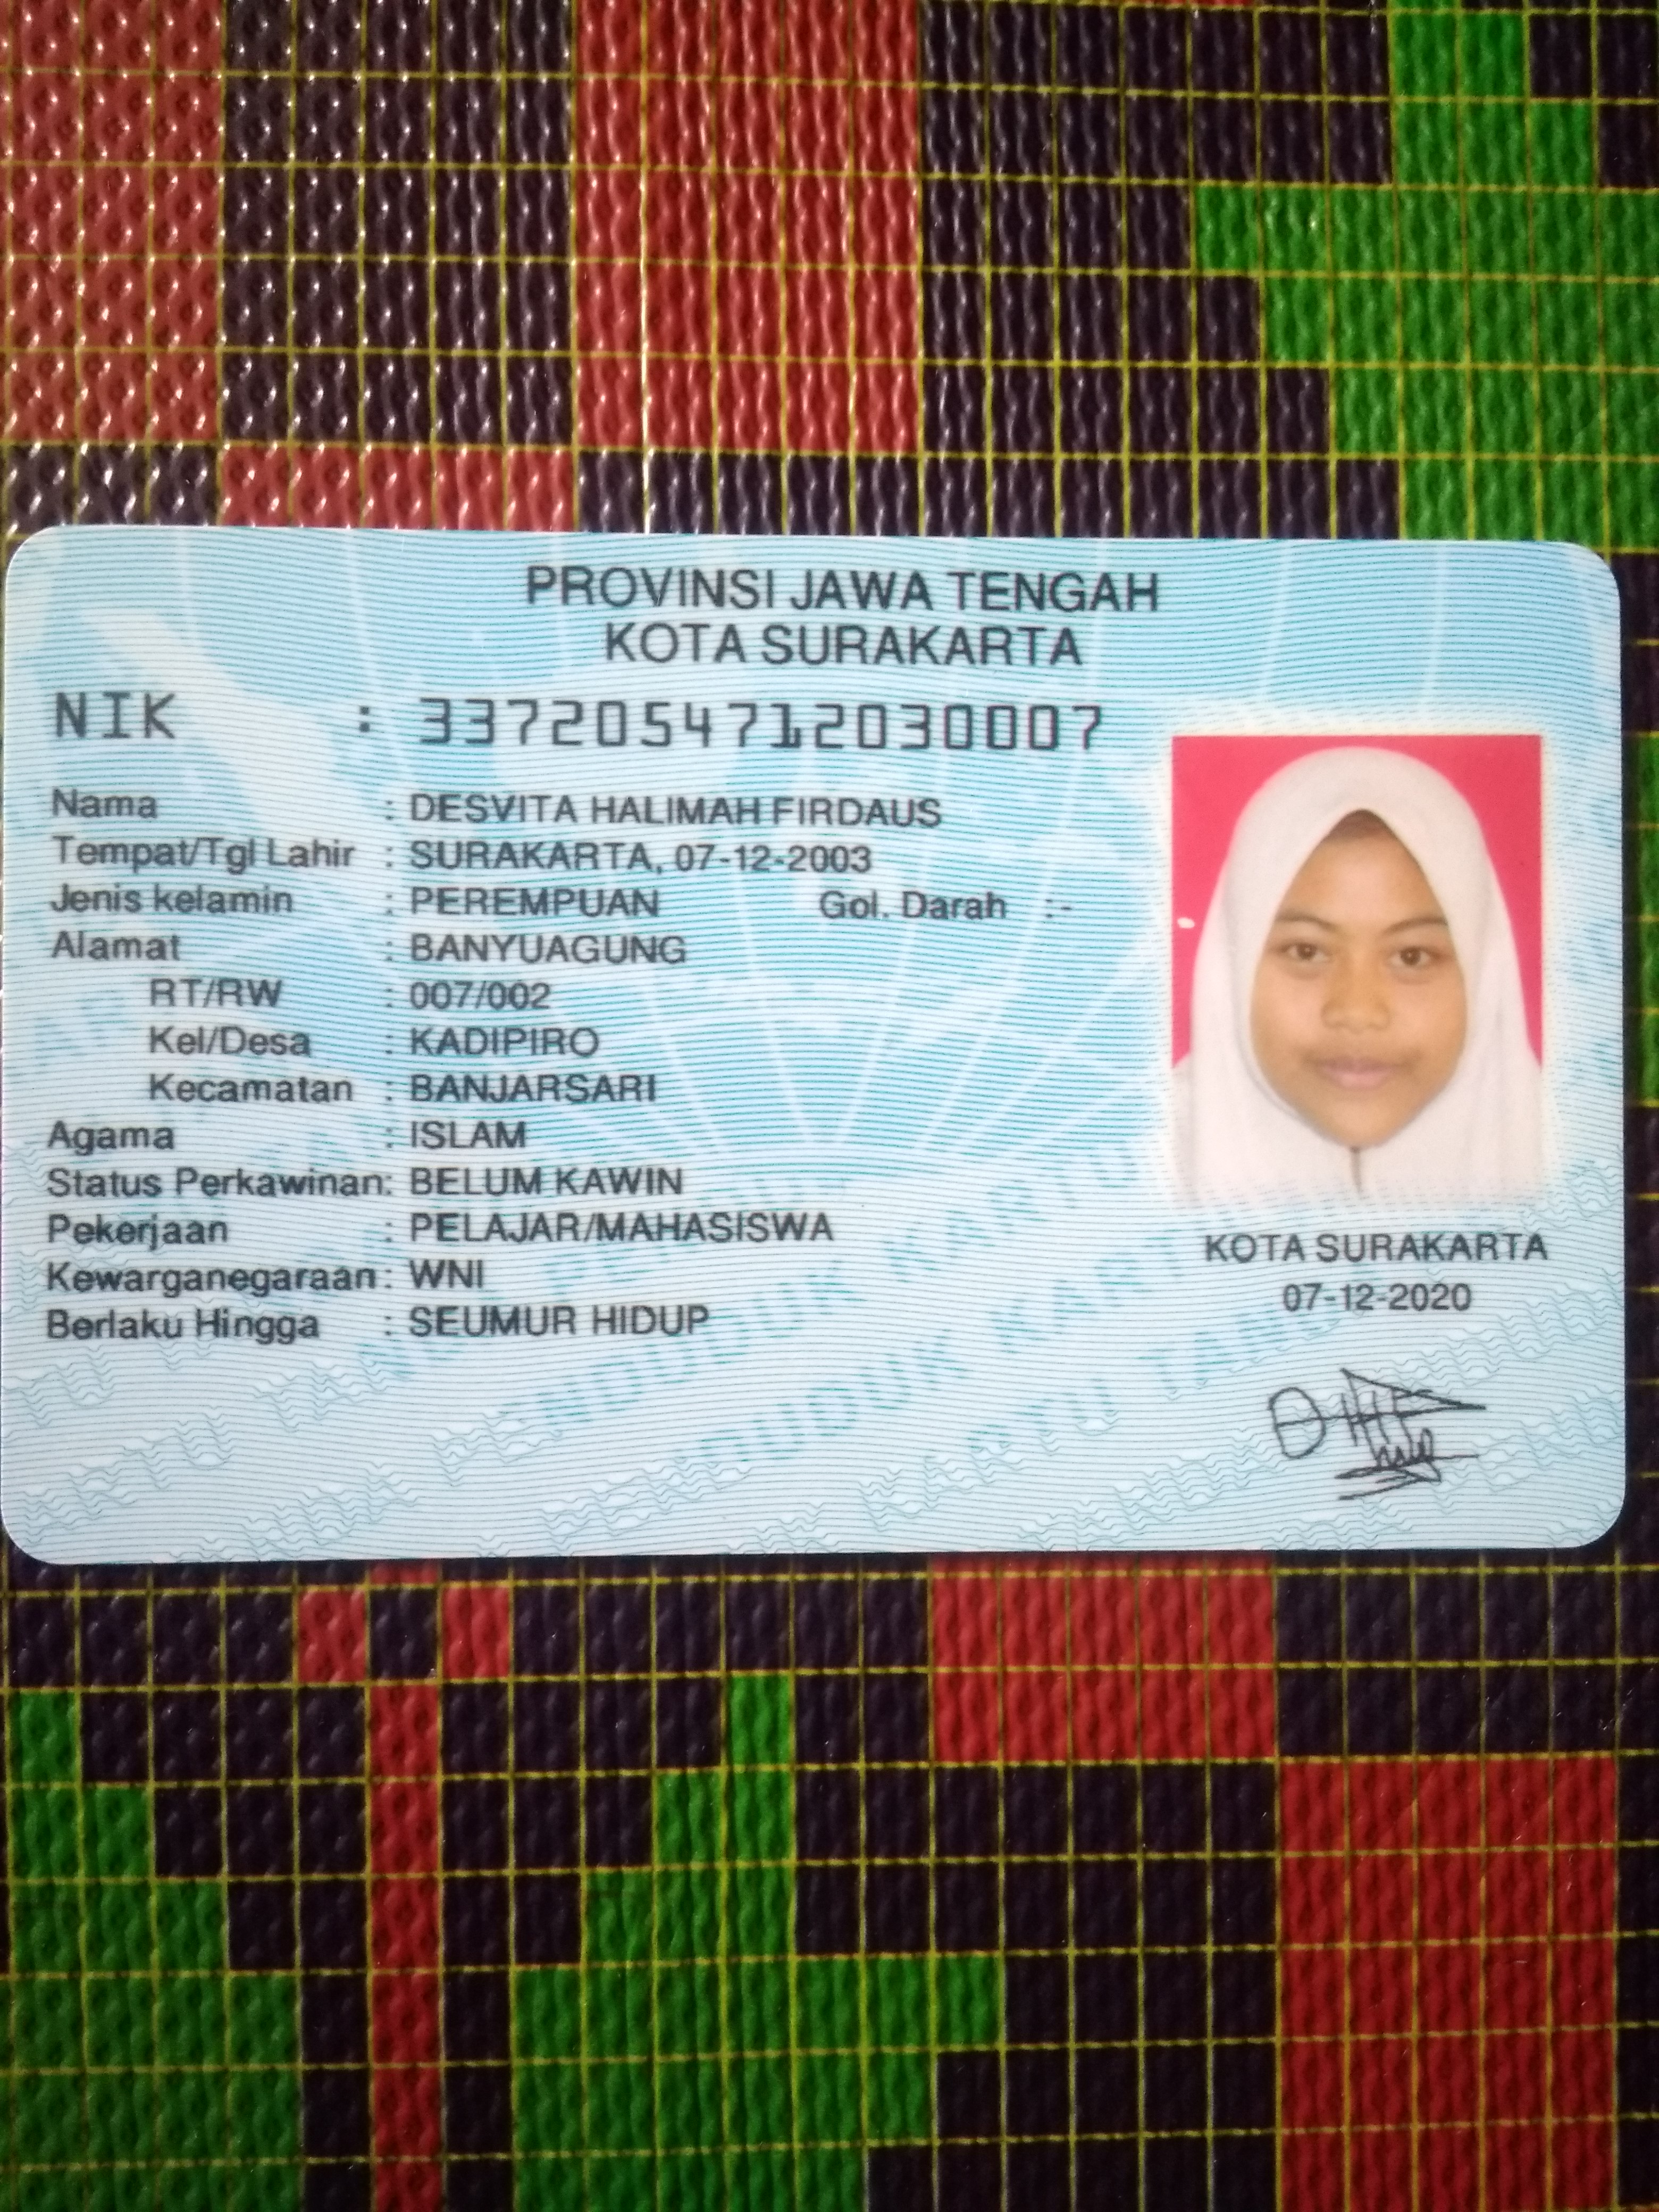 PROVINSI JAWA TENGAH
KOTA SURAKARTA
NIK : 3372054712030007
Nama : DESVITA HALIMAH FIRDAUS
Tempat/Tgl Lahir : SURAKARTA, 07-12-2003
Jenis kelamin : PEREMPUAN Gol. Darah :-
Alamat : BANYUAGUNG
RT/RW : 007/002
Kel/Desa : KADIPIRO
Kecamatan : BANJARSARI
Agama : ISLAM
Status Perkawinan: BELUM KAWIN
Pekerjaan : PELAJAR/MAHASISWA
Kewarganegaraan: WNI
Berlaku Hingga : SEUMUR HIDUP
KOTA SURAKARTA
07-12-2020